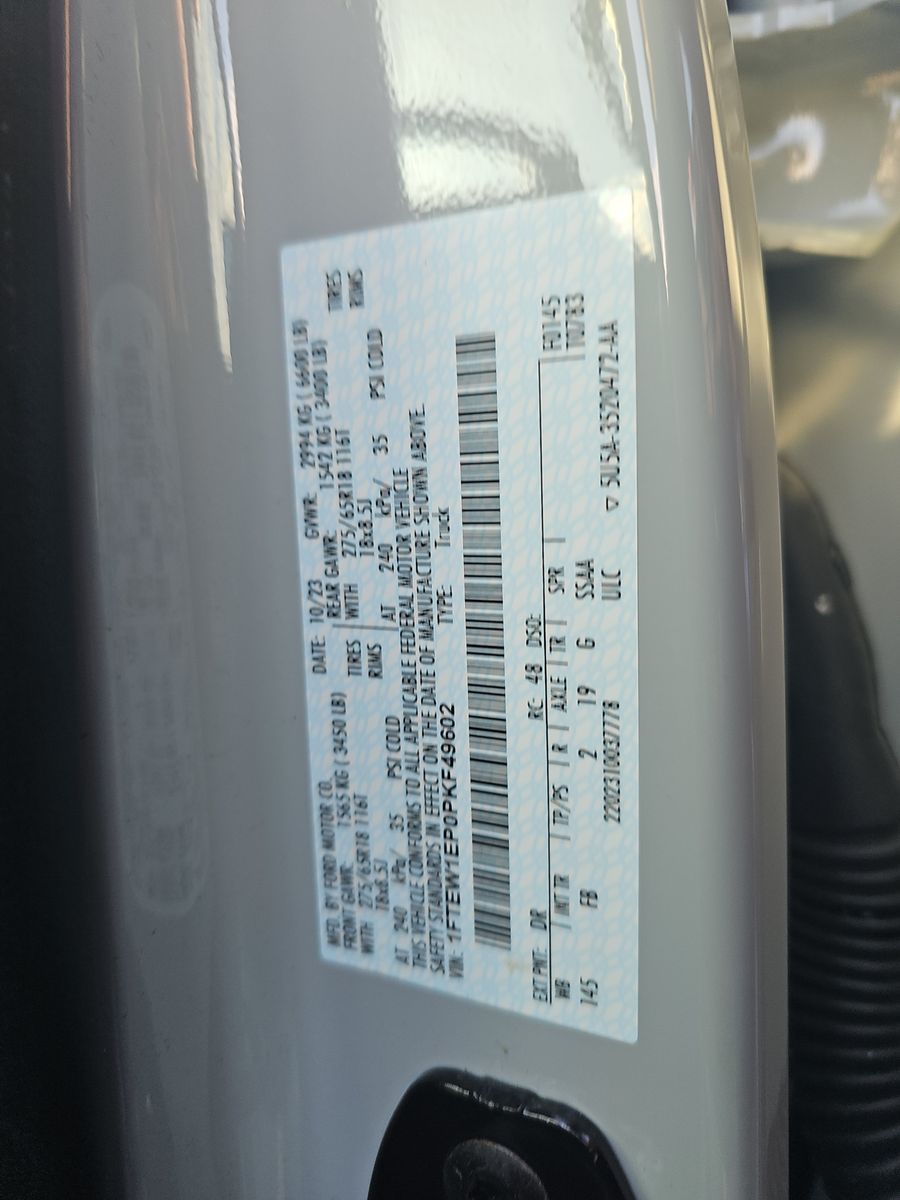 MFD. BY FORD MOTOR CO.
DATE: 10/23 GVWR: 2994 KG ( 6600 LB)
FRONT GAWR: 1565 KG ( 3450 LB) REAR GAWR: 1542 KG ( 3400 LB)
WITH 275/65R18 116T TIRES WITH 275/65R18 116T TIRES
18x8.5J RIMS 18x8.5J RIMS
AT 240 kPa/ 35 PSI COLD AT 240 kPa/ 35 PSI COLD
THIS VEHICLE CONFORMS TO ALL APPLICABLE FEDERAL MOTOR VEHICLE
SAFETY STANDARDS IN EFFECT ON THE DATE OF MANUFACTURE SHOWN ABOVE.
VIN: 1FTEW1EP0PKF49602 TYPE: Truck
EXT PNT: DR RC: 48 DSO: F0145
WB INT TR TP/PS R AXLE TR SPR T0783
145 FB 2 19 G SSAA
2202310037778 ULC ▽ 5U5A-3520472-AA